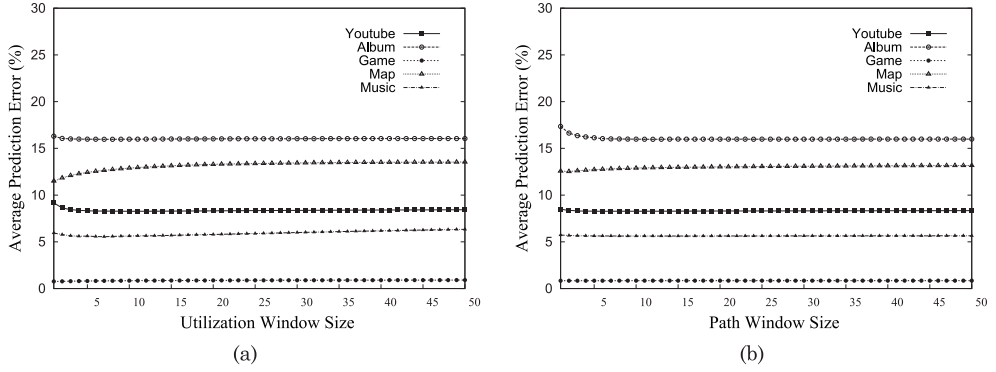 30
25
20
15
10
5
0
Average Prediction Error (%)
Youtube
Album
Game
Map
Music
5 10 15 20 25 30 35 40 45 50
Utilization Window Size
(a)
30
25
20
15
10
5
0
Average Prediction Error (%)
Youtube
Album
Game
Map
Music
5 10 15 20 25 30 35 40 45 50
Path Window Size
(b)